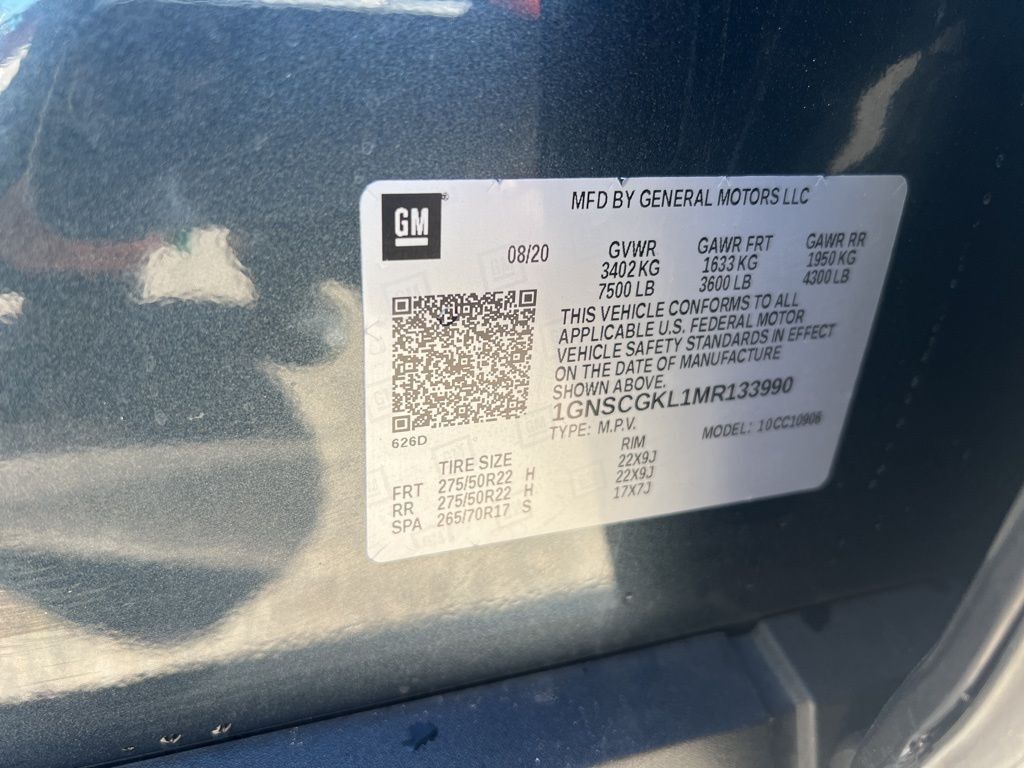 GM
MFD BY GENERAL MOTORS LLC
08/20
GVWR GAWR FRT GAWR RR
3402 KG 1633 KG 1950 KG
7500 LB 3600 LB 4300 LB
THIS VEHICLE CONFORMS TO ALL
APPLICABLE U.S. FEDERAL MOTOR
VEHICLE SAFETY STANDARDS IN EFFECT
ON THE DATE OF MANUFACTURE
SHOWN ABOVE.
1GNSCGKL1MR133990
TYPE: M.P.V. MODEL: 10CC10906
626D
TIRE SIZE RIM
FRT 275/50R22 H 22X9J
RR 275/50R22 H 22X9J
SPA 265/70R17 S 17X7J